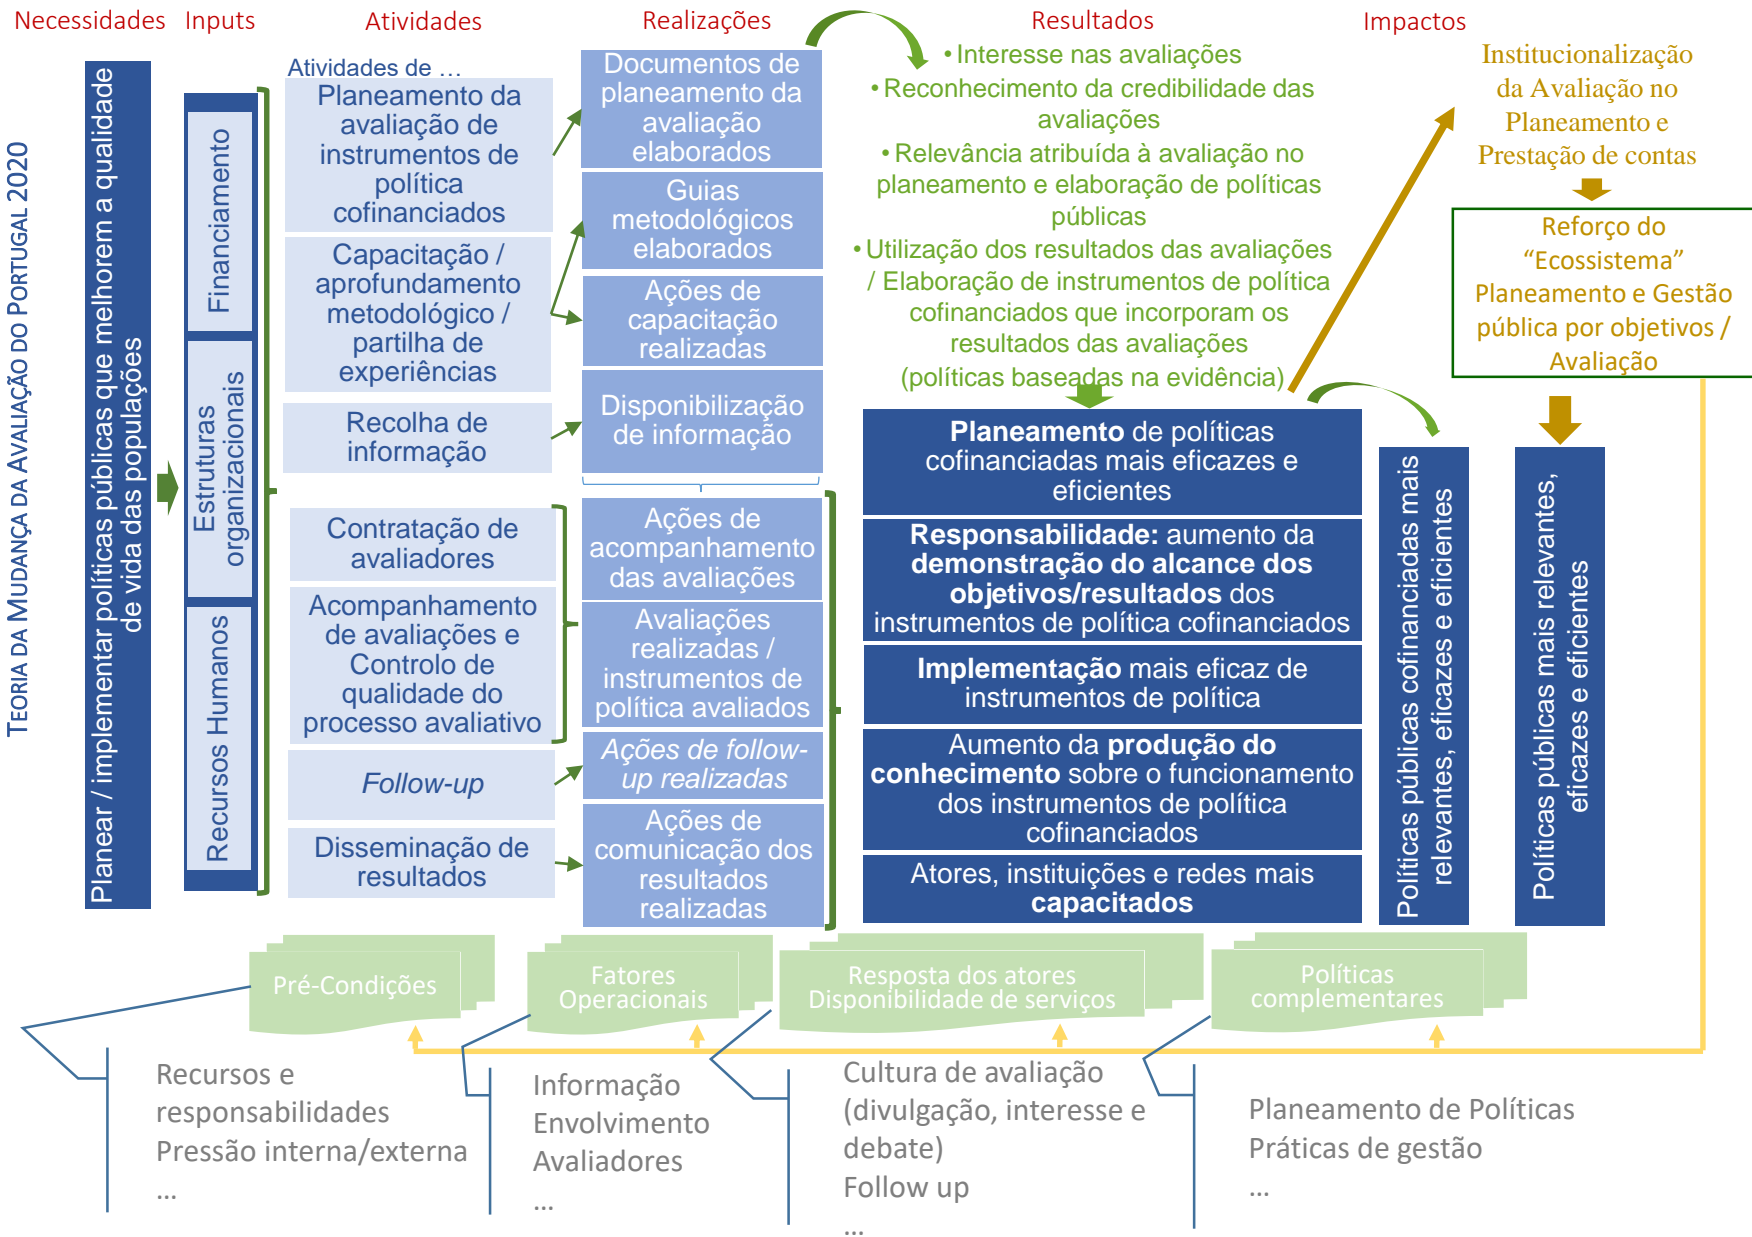 Necessidades
Inputs
Atividades
Realizações
Resultados
Impactos
TEORIA DA MUDANÇA DA AVALIAÇÃO DO PORTUGAL 2020
Planear / implementar políticas públicas que melhorem a qualidade
de vida das populações
Financiamento
Estruturas
organizacionais
Recursos Humanos
Atividades de …
Planeamento da
avaliação de
instrumentos de
política
cofinanciados
Capacitação /
aprofundamento
metodológico /
partilha de
experiências
Recolha de
informação
Contratação de
avaliadores
Acompanhamento
de avaliações e
Controlo de
qualidade do
processo avaliativo
Follow-up
Disseminação de
resultados
Documentos de
planeamento da
avaliação
elaborados
Guias
metodológicos
elaborados
Ações de
capacitação
realizadas
Disponibilização
de informação
Ações de
acompanhamento
das avaliações
Avaliações
realizadas /
instrumentos de
política avaliados
Ações de follow-
up realizadas
Ações de
comunicação dos
resultados
realizadas
• Interesse nas avaliações
• Reconhecimento da credibilidade das
avaliações
• Relevância atribuída à avaliação no
planeamento e elaboração de políticas
públicas
• Utilização dos resultados das avaliações
/ Elaboração de instrumentos de política
cofinanciados que incorporam os
resultados das avaliações
(políticas baseadas na evidência)
Planeamento de políticas
cofinanciadas mais eficazes e
eficientes
Responsabilidade: aumento da
demonstração do alcance dos
objetivos/resultados dos
instrumentos de política cofinanciados
Implementação mais eficaz de
instrumentos de política
Aumento da produção do
conhecimento sobre o funcionamento
dos instrumentos de política
cofinanciados
Atores, instituições e redes mais
capacitados
Institucionalização
da Avaliação no
Planeamento e
Prestação de contas
Reforço do
“Ecossistema”
Planeamento e Gestão
pública por objetivos /
Avaliação
Políticas públicas cofinanciadas mais
relevantes, eficazes e eficientes
Políticas públicas mais relevantes,
eficazes e eficientes
Pré-Condições
Fatores
Operacionais
Resposta dos atores
Disponibilidade de serviços
Políticas
complementares
Recursos e
responsabilidades
Pressão interna/externa
…
Informação
Envolvimento
Avaliadores
…
Cultura de avaliação
(divulgação, interesse e
debate)
Follow up
…
Planeamento de Políticas
Práticas de gestão
…